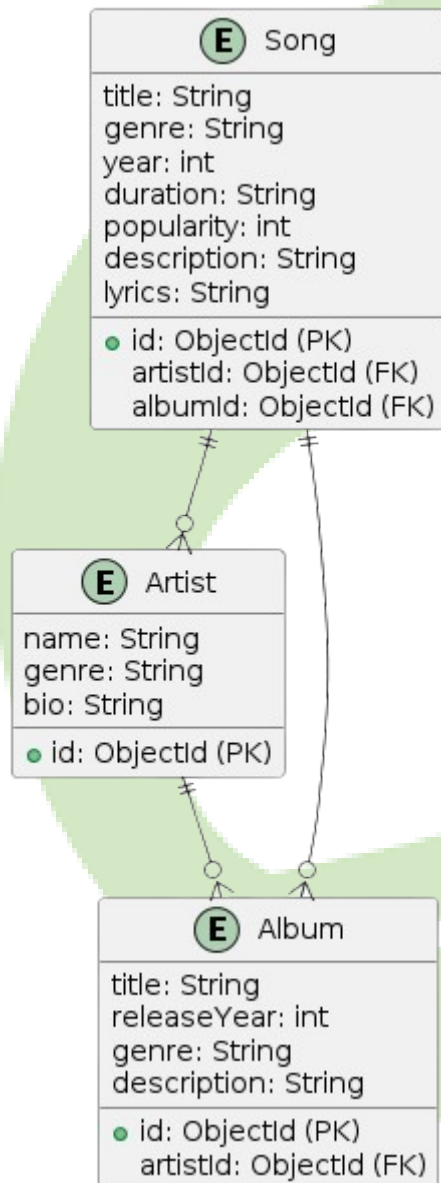 E Song
title: String
genre: String
year: int
duration: String
popularity: int
description: String
lyrics: String
id: ObjectId (PK)
artistId: ObjectId (FK)
albumId: ObjectId (FK)
E Artist
name: String
genre: String
bio: String
id: ObjectId (PK)
E Album
title: String
releaseYear: int
genre: String
description: String
id: ObjectId (PK)
artistId: ObjectId (FK)